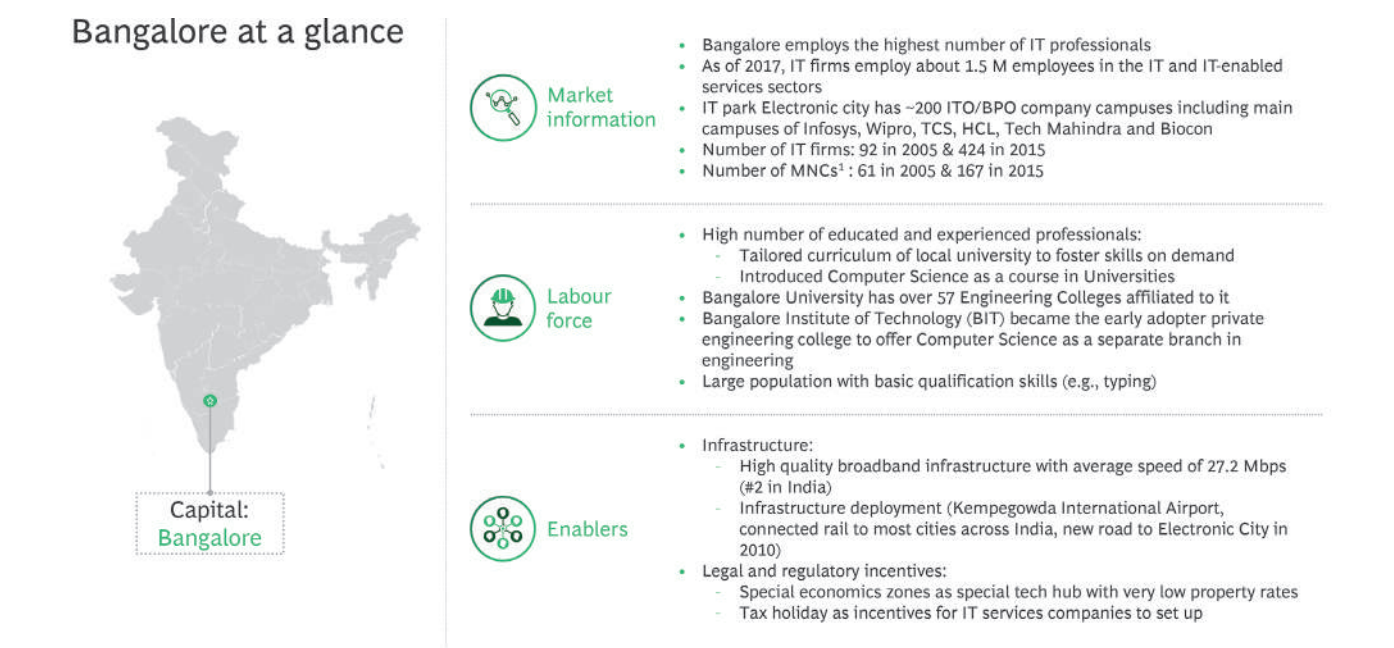 Bangalore at a glance
Capital:
Bangalore
Market
information
• Bangalore employs the highest number of IT professionals
• As of 2017, IT firms employ about 1.5 M employees in the IT and IT-enabled
services sectors
• IT park Electronic city has ~200 ITO/BPO company campuses including main
campuses of Infosys, Wipro, TCS, HCL, Tech Mahindra and Biocon
• Number of IT firms: 92 in 2005 & 424 in 2015
• Number of MNCs¹ : 61 in 2005 & 167 in 2015
Labour
force
• High number of educated and experienced professionals:
- Tailored curriculum of local university to foster skills on demand
- Introduced Computer Science as a course in Universities
• Bangalore University has over 57 Engineering Colleges affiliated to it
• Bangalore Institute of Technology (BIT) became the early adopter private
engineering college to offer Computer Science as a separate branch in
engineering
• Large population with basic qualification skills (e.g., typing)
Enablers
• Infrastructure:
- High quality broadband infrastructure with average speed of 27.2 Mbps
(#2 in India)
- Infrastructure deployment (Kempegowda International Airport,
connected rail to most cities across India, new road to Electronic City in
2010)
• Legal and regulatory incentives:
- Special economics zones as special tech hub with very low property rates
- Tax holiday as incentives for IT services companies to set up